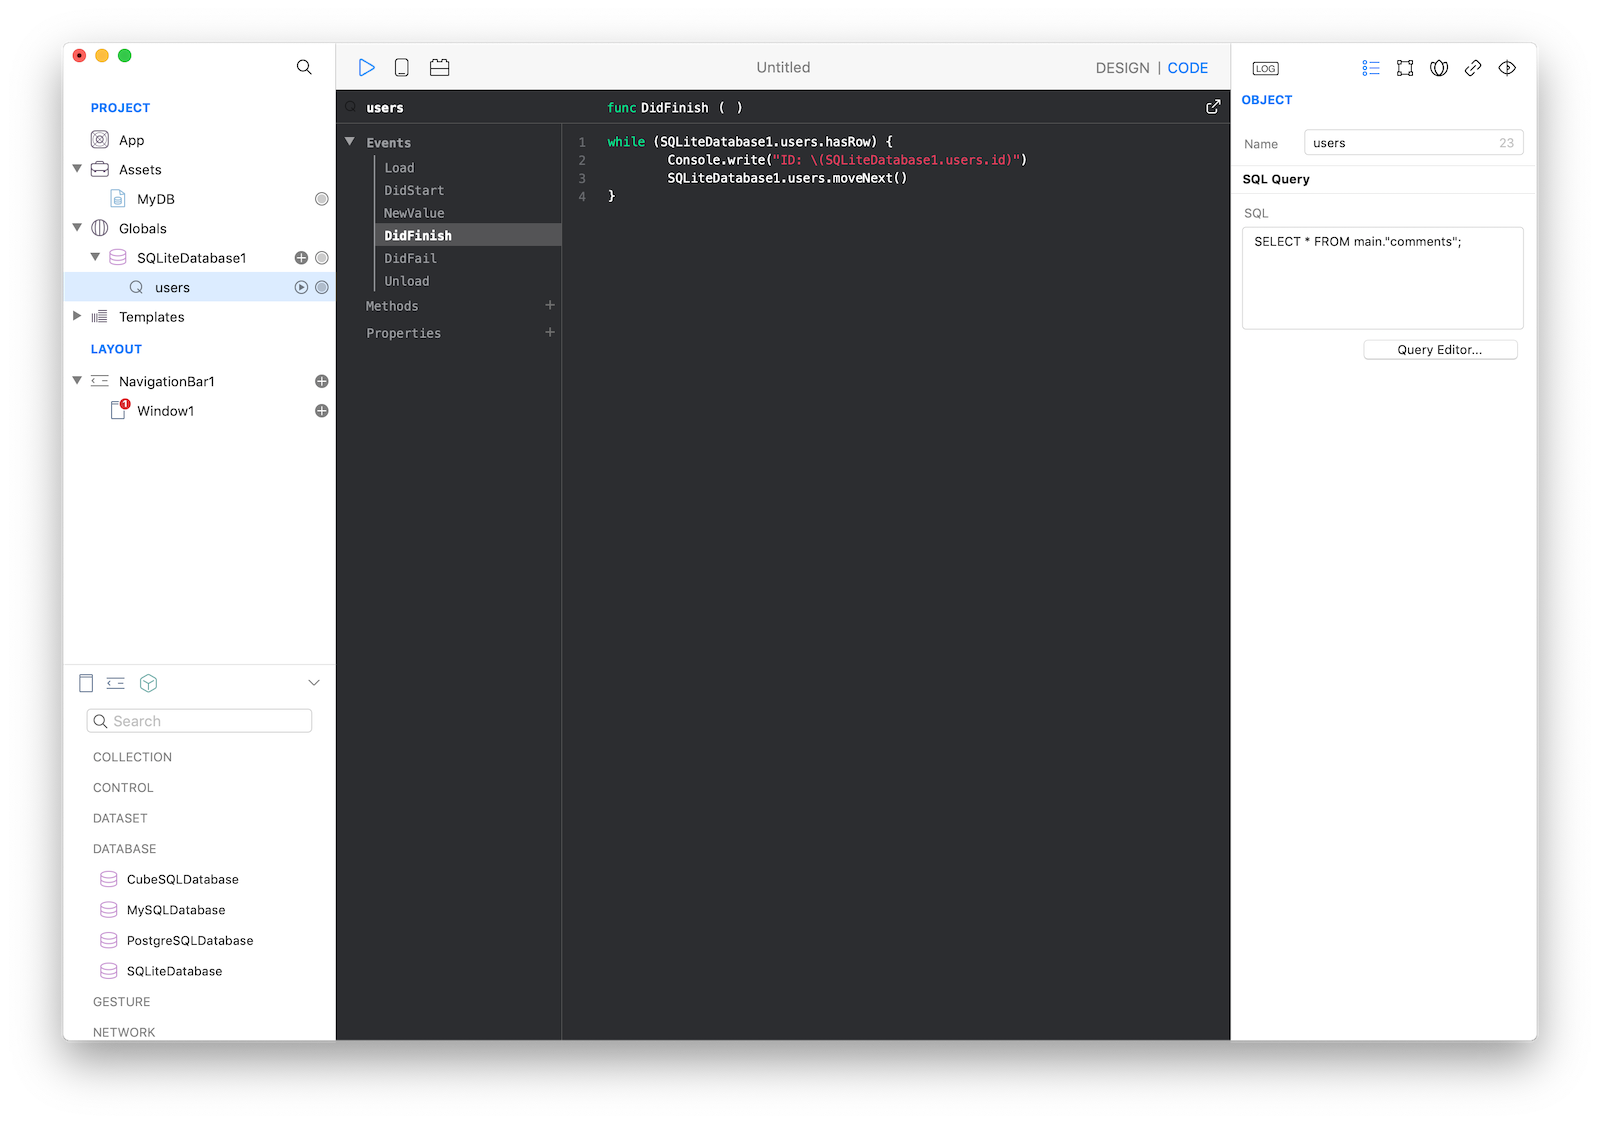 PROJECT
App
Assets
MyDB
Globals
SQLiteDatabase1
users
Templates
LAYOUT
NavigationBar1
1
Window1
Search
COLLECTION
CONTROL
DATASET
DATABASE
CubeSQLDatabase
MySQLDatabase
PostgreSQLDatabase
SQLiteDatabase
GESTURE
NETWORK
Untitled
DESIGN | CODE
users
Events
Load
DidStart
NewValue
DidFinish
DidFail
Unload
Methods +
Properties +
func DidFinish ( )
1 while (SQLiteDatabase1.users.hasRow) {
2 Console.write("ID: \(SQLiteDatabase1.users.id)")
3 SQLiteDatabase1.users.moveNext()
4 }
LOG
OBJECT
Name users 23
SQL Query
SQL
SELECT * FROM main."comments";
Query Editor...